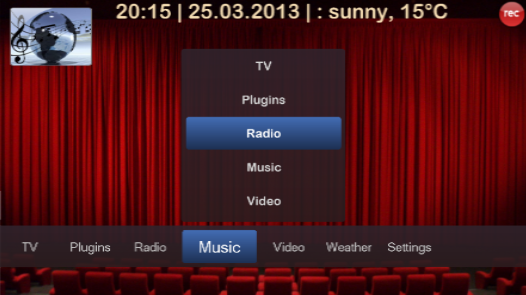 20:15 | 25.03.2013 | : sunny, 15°C
rec
TV
Plugins
Radio
Music
Video
TV Plugins Radio Music Video Weather Settings